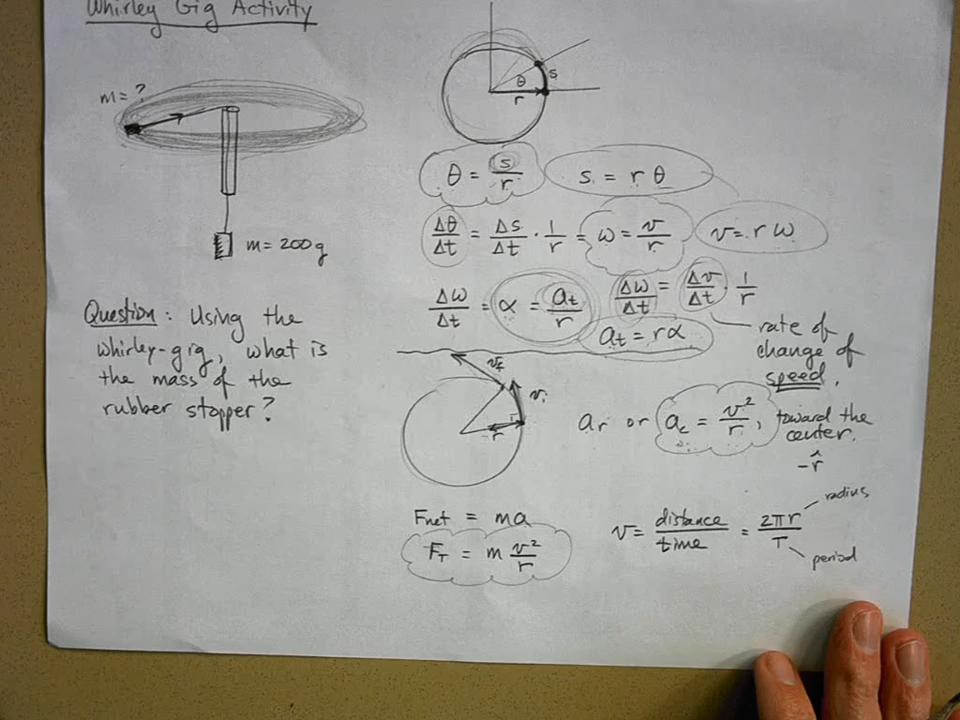 Whirley Gig Activity
m = ?
m = 200g
Question: Using the
whirley-gig, what is
the mass of the
rubber stopper?
θ
s
r
θ = s/r
s = r θ
Δθ/Δt = Δs/Δt · 1/r = ω = v/r
v = r ω
Δω/Δt = α = at/r
Δω/Δt = Δv/Δt · 1/r
at = rα
rate of
change of
speed.
vf
vi
r
ar or ac = v²/r, toward the
center.
-r̂
Fnet = ma
FT = m v²/r
v = distance/time = 2πr/T
radius
period